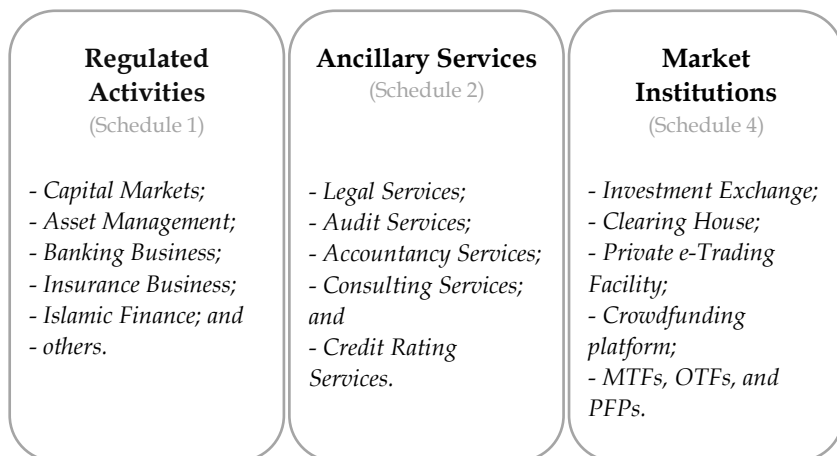 Regulated
Activities
(Schedule 1)
- Capital Markets;
- Asset Management;
- Banking Business;
- Insurance Business;
- Islamic Finance; and
- others.
Ancillary Services
(Schedule 2)
- Legal Services;
- Audit Services;
- Accountancy Services;
- Consulting Services;
and
- Credit Rating
Services.
Market
Institutions
(Schedule 4)
- Investment Exchange;
- Clearing House;
- Private e-Trading
Facility;
- Crowdfunding
platform;
- MTFs, OTFs, and
PFPs.